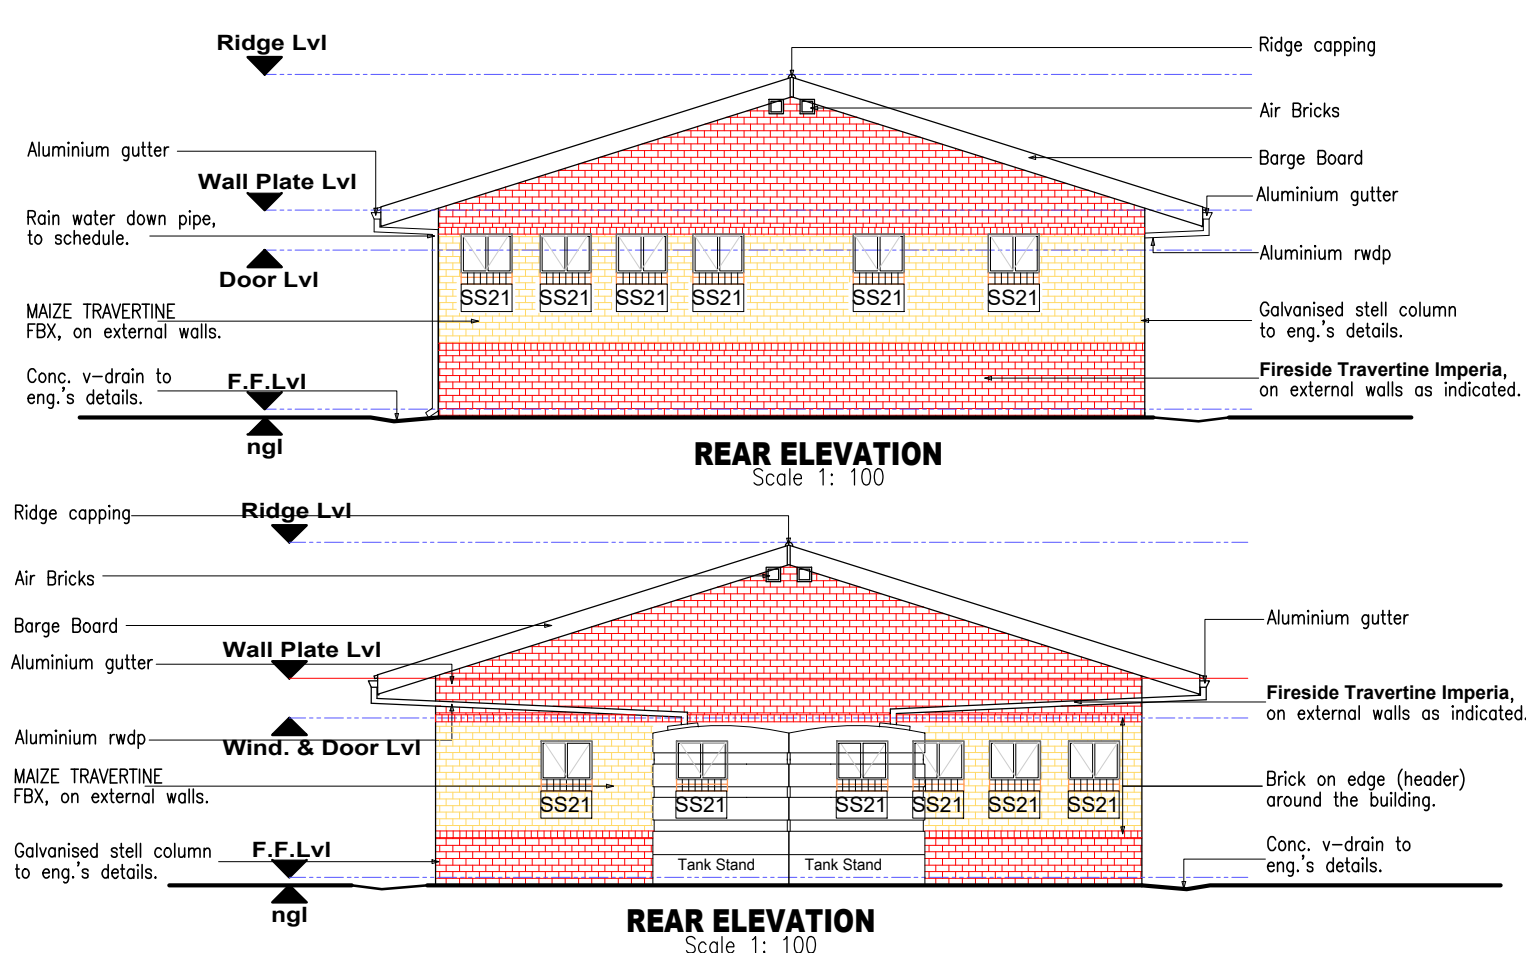 Ridge Lvl
Ridge capping
Air Bricks
Aluminium gutter
Barge Board
Wall Plate Lvl
Aluminium gutter
Rain water down pipe,
to schedule.
Aluminium rwdp
Door Lvl
SS21 SS21 SS21 SS21 SS21 SS21
MAIZE TRAVERTINE
FBX, on external walls.
Galvanised stell column
to eng.'s details.
Conc. v-drain to
eng.'s details.
F.F.Lvl
Fireside Travertine Imperia,
on external walls as indicated.
ngl
REAR ELEVATION
Scale 1: 100
Ridge capping
Ridge Lvl
Air Bricks
Barge Board
Aluminium gutter
Wall Plate Lvl
Aluminium gutter
Fireside Travertine Imperia,
on external walls as indicated.
Aluminium rwdp
Wind. & Door Lvl
MAIZE TRAVERTINE
FBX, on external walls.
SS21 SS21 SS21 SS21 SS21 SS21
Brick on edge (header)
around the building.
Galvanised stell column
to eng.'s details.
F.F.Lvl
Tank Stand Tank Stand
Conc. v-drain to
eng.'s details.
ngl
REAR ELEVATION
Scale 1: 100